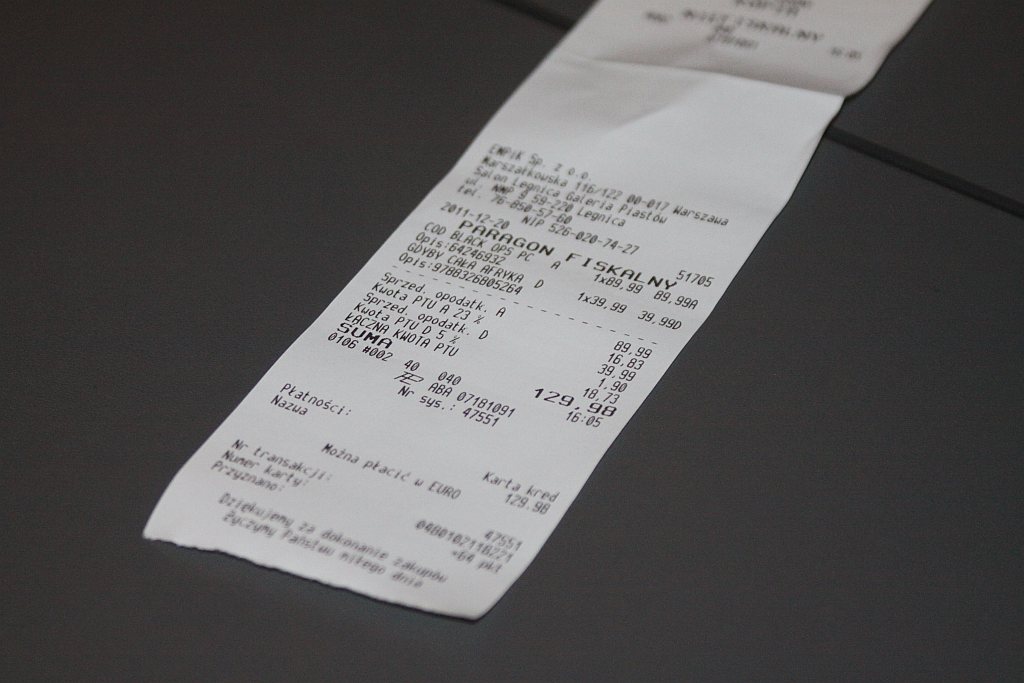 KOPIA
NIEFISKALNY
EMPIK Sp. z o.o.
Marszałkowska 116/122 00-017 Warszawa
Salon Legnica Galeria Piastów
ul. NMP 9 59-220 Legnica
tel. 76-850-57-60
2011-12-20 NIP 526-020-74-27 51705
PARAGON FISKALNY
COD BLACK OPS PC A 1x89,99 89,99A
Opis:64246932
GDYBY CAŁA AFRYKA D 1x39,99 39,99D
Opis:9788326805264
Sprzed. opodatk. A 89,99
Kwota PTU A 23 % 16,83
Sprzed. opodatk. D 39,99
Kwota PTU D 5 % 1,90
ŁĄCZNA KWOTA PTU 18,73
SUMA 129,98
0106 #002 40 040 16:05
ABA 07181091
Nr sys.: 47551
Płatności:
Nazwa Karta kred
129.98
Można płacić w EURO
Nr transakcji: 47551
Numer karty: 0480102118221
Przyznano: +64 pkt
Dziękujemy za dokonanie zakupów
Życzymy Państwu miłego dnia